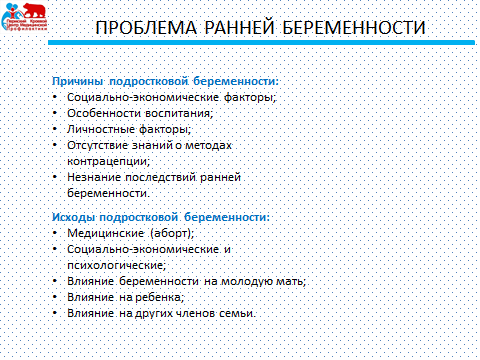 Пермский Краевой
Центр Медицинской
Профилактики
ПРОБЛЕМА РАННЕЙ БЕРЕМЕННОСТИ
Причины подростковой беременности:
• Социально-экономические факторы;
• Особенности воспитания;
• Личностные факторы;
• Отсутствие знаний о методах
контрацепции;
• Незнание последствий ранней
беременности.
Исходы подростковой беременности:
• Медицинские (аборт);
• Социально-экономические и
психологические;
• Влияние беременности на молодую мать;
• Влияние на ребенка;
• Влияние на других членов семьи.